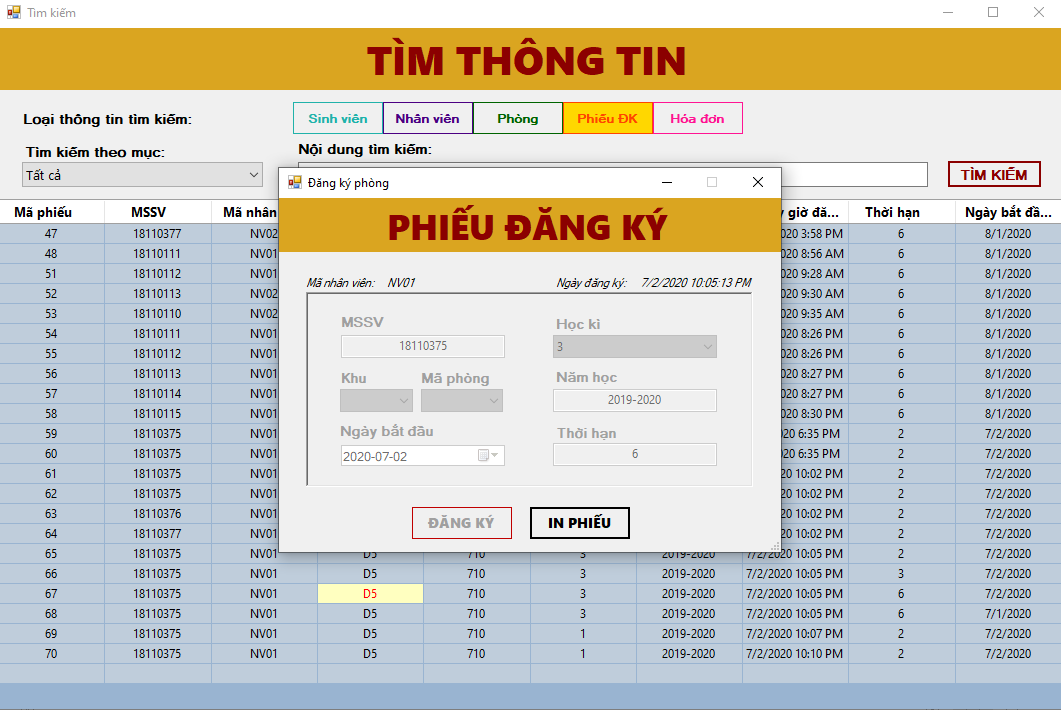 Tìm kiếm
TÌM THÔNG TIN
Loại thông tin tìm kiếm:
Sinh viên Nhân viên Phòng Phiếu ĐK Hóa đơn
Tìm kiếm theo mục: Nội dung tìm kiếm:
Tất cả TÌM KIẾM
Đăng ký phòng
PHIẾU ĐĂNG KÝ
Mã nhân viên: NV01 Ngày đăng ký: 7/2/2020 10:05:13 PM
MSSV Học kì
18110375 3
Khu Mã phòng Năm học
2019-2020
Ngày bắt đầu Thời hạn
2020-07-02 6
ĐĂNG KÝ IN PHIẾU
Mã phiếu MSSV Mã nhân giờ đă... Thời hạn Ngày bắt đầ...
47 18110377 NV02 020 3:58 PM 6 8/1/2020
48 18110111 NV01 020 8:56 AM 6 8/1/2020
51 18110112 NV01 020 9:28 AM 6 8/1/2020
52 18110113 NV02 020 9:30 AM 6 8/1/2020
53 18110110 NV02 020 9:35 AM 6 8/1/2020
54 18110111 NV01 020 8:26 PM 6 8/1/2020
55 18110112 NV01 020 8:26 PM 6 8/1/2020
56 18110113 NV01 020 8:27 PM 6 8/1/2020
57 18110114 NV01 020 8:27 PM 6 8/1/2020
58 18110115 NV01 020 8:30 PM 6 8/1/2020
59 18110375 NV01 20 6:35 PM 2 7/2/2020
60 18110375 NV01 20 6:35 PM 2 7/2/2020
61 18110375 NV01 020 10:02 PM 2 7/2/2020
62 18110375 NV01 020 10:02 PM 2 7/2/2020
63 18110376 NV01 020 10:02 PM 2 7/2/2020
64 18110377 NV01 020 10:02 PM 2 7/2/2020
65 18110375 NV01 D5 710 3 2019-2020 7/2/2020 10:05 PM 2 7/2/2020
66 18110375 NV01 D5 710 3 2019-2020 7/2/2020 10:05 PM 3 7/2/2020
67 18110375 NV01 D5 710 3 2019-2020 7/2/2020 10:05 PM 6 7/2/2020
68 18110375 NV01 D5 710 3 2019-2020 7/2/2020 10:05 PM 6 7/1/2020
69 18110375 NV01 D5 710 1 2019-2020 7/2/2020 10:07 PM 2 7/2/2020
70 18110375 NV01 D5 710 1 2019-2020 7/2/2020 10:10 PM 2 7/2/2020